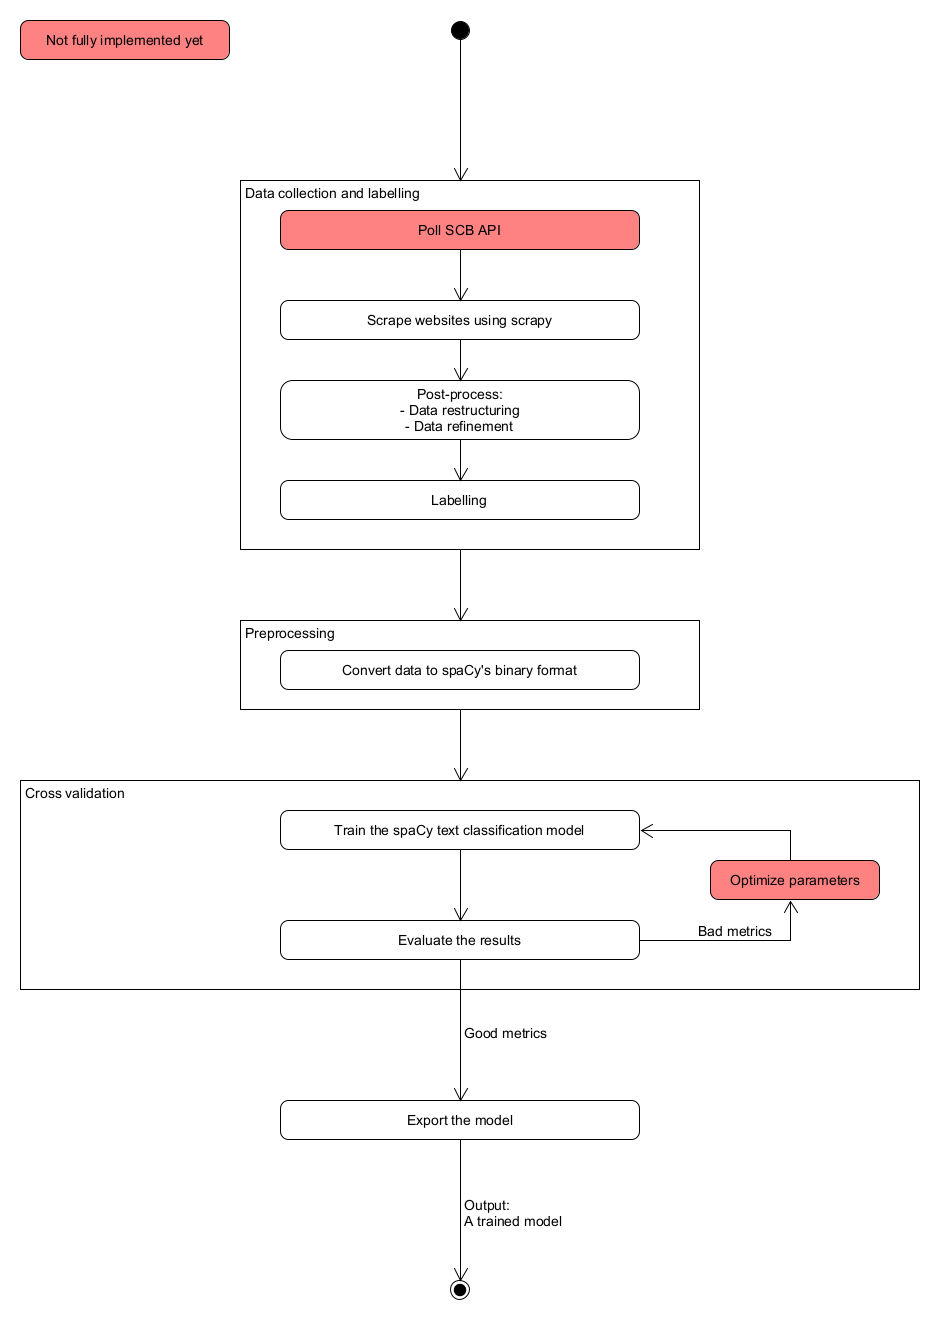 Not fully implemented yet
Data collection and labelling
Poll SCB API
Scrape websites using scrapy
Post-process:
- Data restructuring
- Data refinement
Labelling
Preprocessing
Convert data to spaCy's binary format
Cross validation
Train the spaCy text classification model
Optimize parameters
Bad metrics
Evaluate the results
Good metrics
Export the model
Output:
A trained model